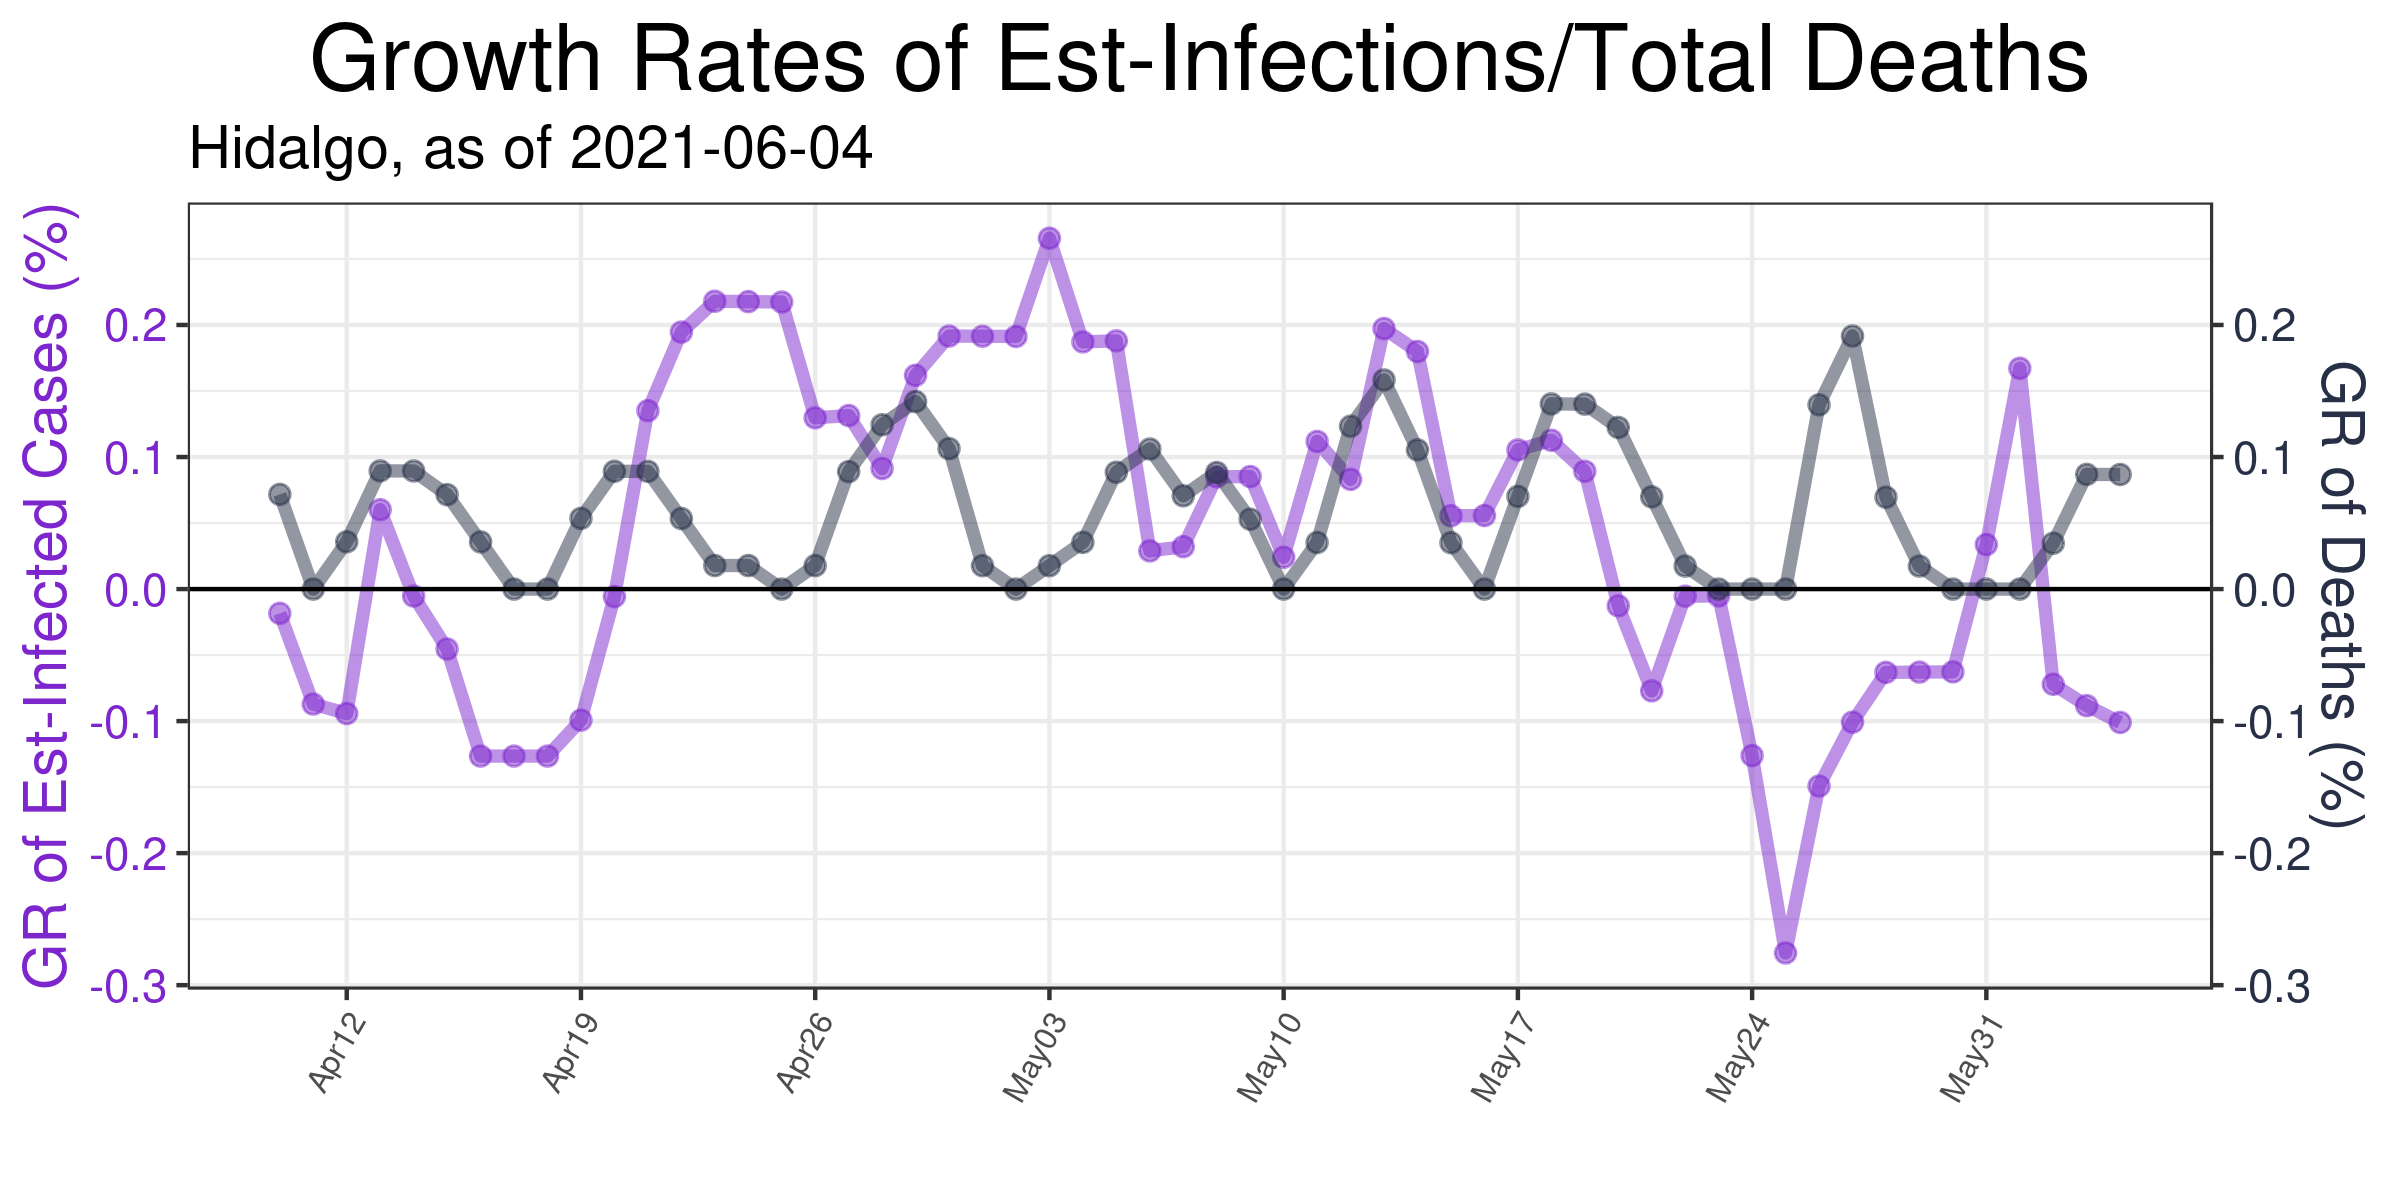 Growth Rates of Est-Infections/Total Deaths
Hidalgo, as of 2021-06-04
GR of Est-Infected Cases (%)
0.2
0.1
0.0
-0.1
-0.2
-0.3
0.2
0.1
0.0
-0.1
-0.2
-0.3
GR of Deaths (%)
Apr12
Apr19
Apr26
May03
May10
May17
May24
May31